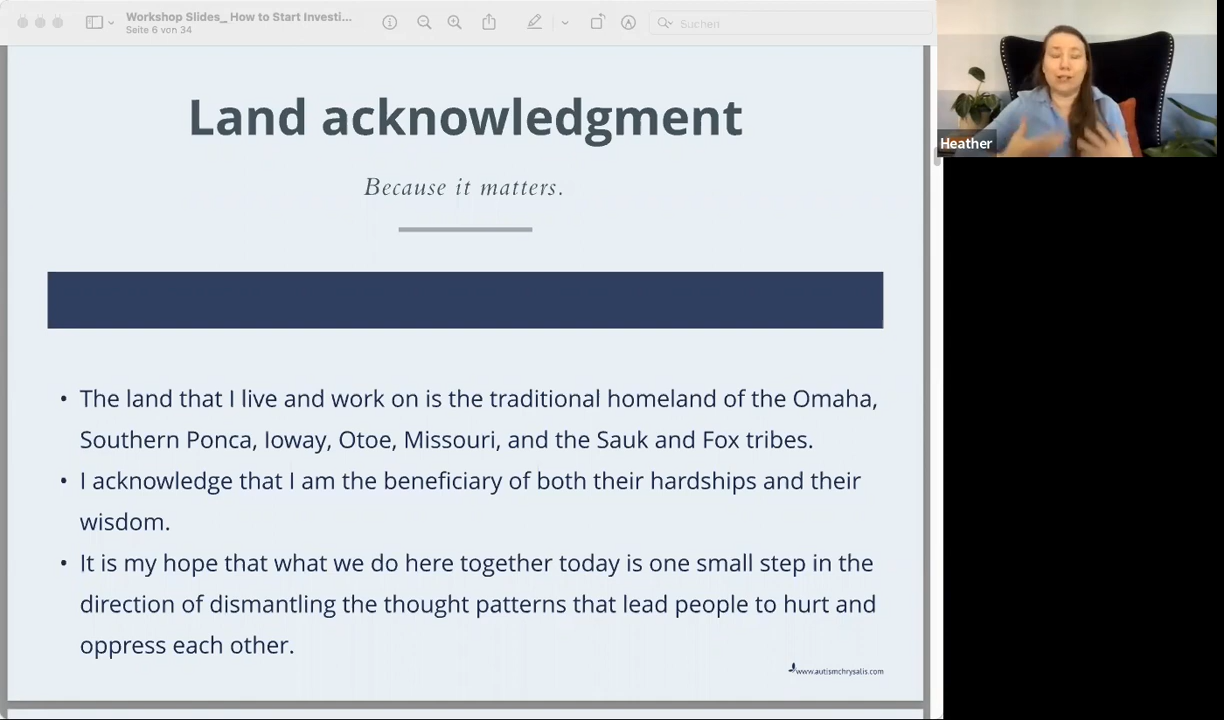 Workshop Slides_ How to Start Investi...
Seite 6 von 34
Suchen
Heather
Land acknowledgment
Because it matters.
• The land that I live and work on is the traditional homeland of the Omaha,
Southern Ponca, Ioway, Otoe, Missouri, and the Sauk and Fox tribes.
• I acknowledge that I am the beneficiary of both their hardships and their
wisdom.
• It is my hope that what we do here together today is one small step in the
direction of dismantling the thought patterns that lead people to hurt and
oppress each other.
www.autismchrysalis.com